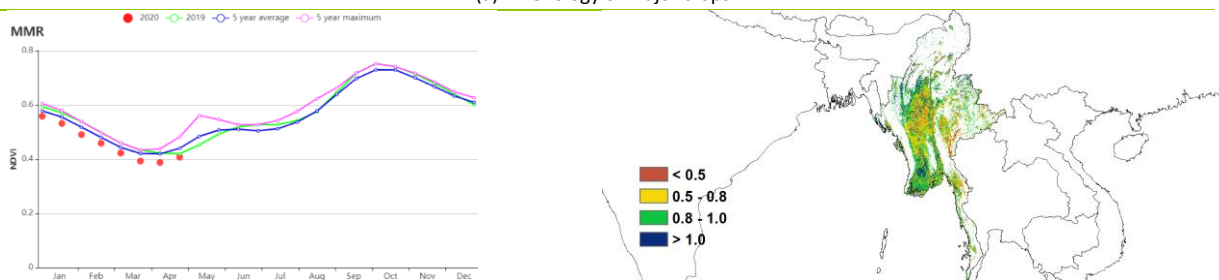 2020 2019 5 year average 5 year maximum
MMR
0.8
0.6
0.4
0.2
0
NDVI
Jan Feb Mar Apr May Jun Jul Aug Sep Oct Nov Dec
< 0.5
0.5 - 0.8
0.8 - 1.0
> 1.0